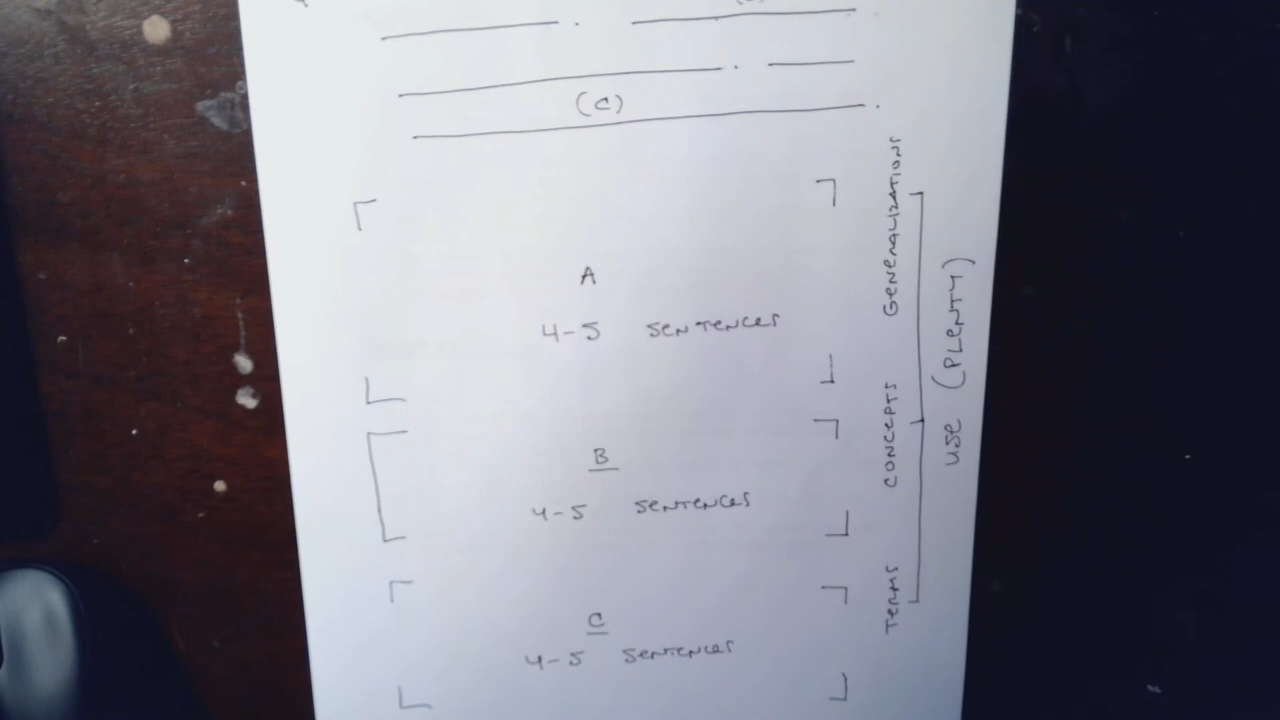 (C)
A
4-5 SENTENCES
B
4-5 SENTENCES
C
4-5 SENTENCES
TERMS CONCEPTS GENERALIZATIONS
USE (PLENTY)